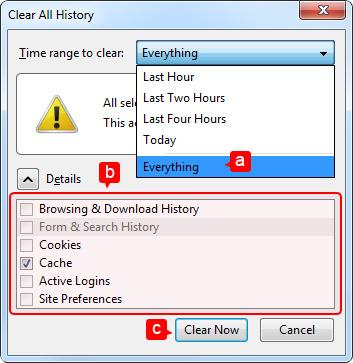 Clear All History
Time range to clear: Everything
Last Hour
Last Two Hours
All sele
Last Four Hours
This ac
Today
Everything a
b
Details
Browsing & Download History
Form & Search History
Cookies
Cache
Active Logins
Site Preferences
c Clear Now Cancel